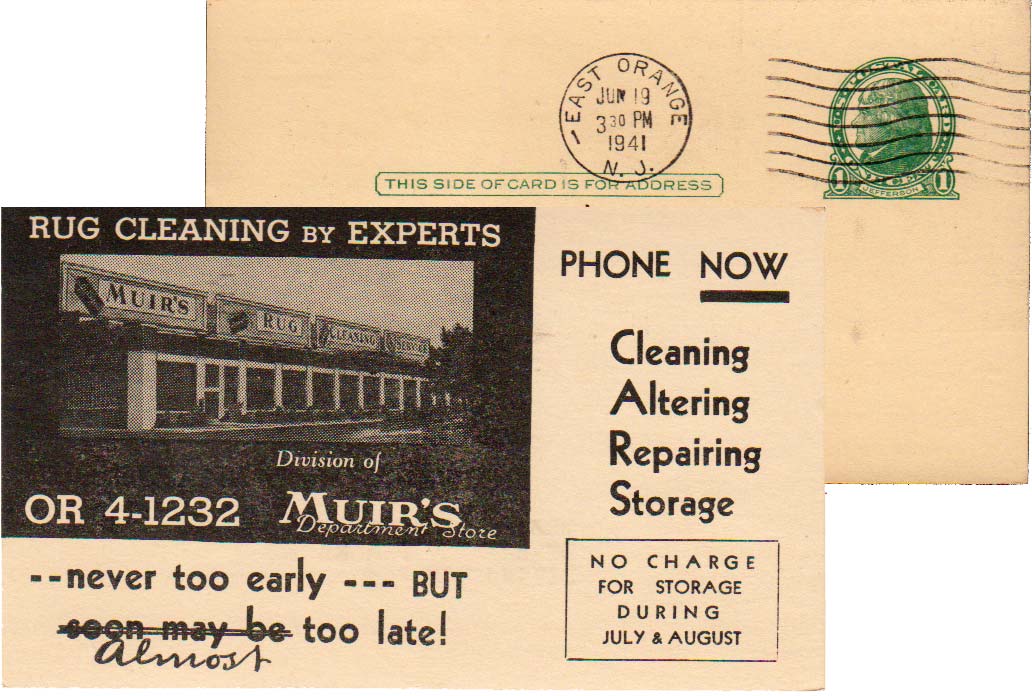 EAST ORANGE
JUN 19
3 30 PM
1941
N. J.
THIS SIDE OF CARD IS FOR ADDRESS
1 JEFFERSON 1
RUG CLEANING BY EXPERTS
MUIR'S RUG CLEANING
Division of
OR 4-1232 MUIR'S
Department Store
--never too early --- BUT
soon may be too late!
Almost
PHONE NOW
Cleaning
Altering
Repairing
Storage
NO CHARGE
FOR STORAGE
DURING
JULY & AUGUST